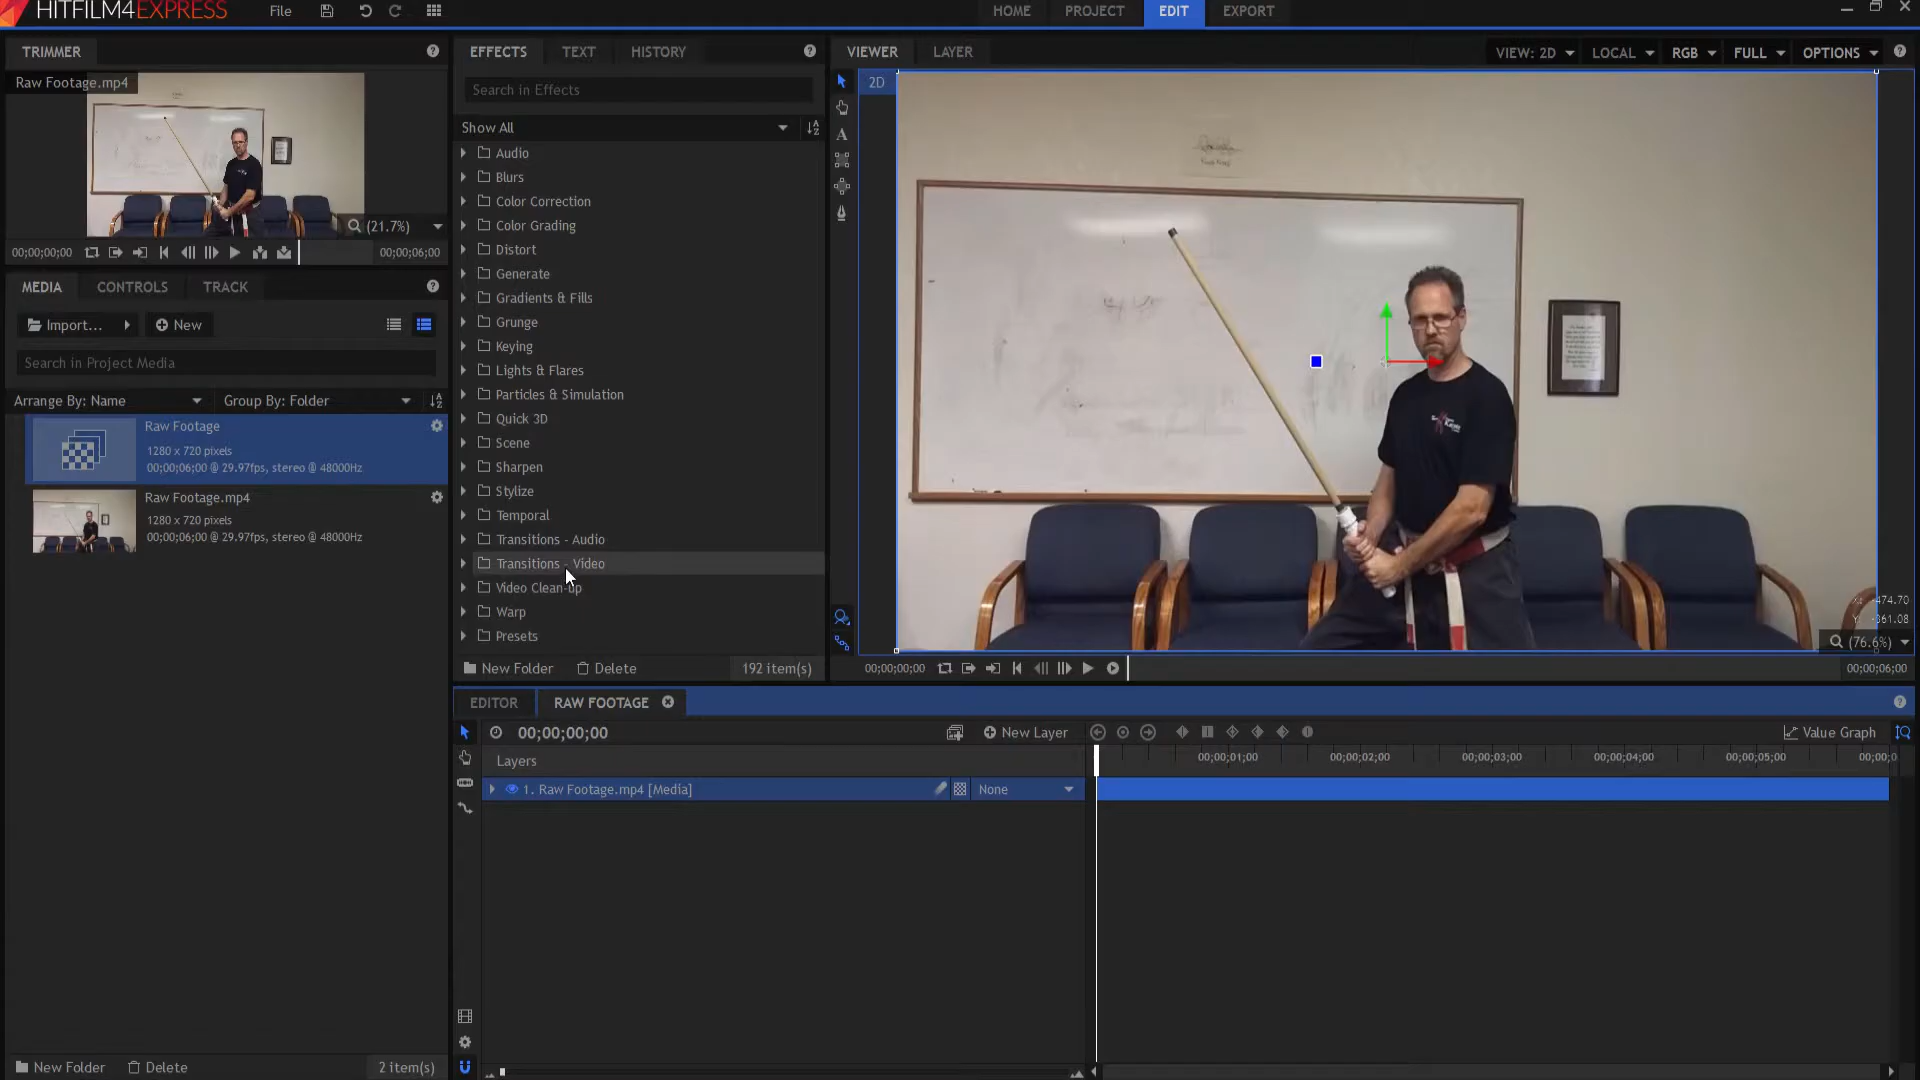 HITFILM4EXPRESS
File
HOME
PROJECT
EDIT
EXPORT
TRIMMER
Raw Footage.mp4
(21.7%)
00;00;00;00
00;00;06;00
MEDIA
CONTROLS
TRACK
Import...
New
Search in Project Media
Arrange By: Name
Group By: Folder
Raw Footage
1280 x 720 pixels
00;00;06;00 @ 29.97fps, stereo @ 48000Hz
Raw Footage.mp4
1280 x 720 pixels
00;00;06;00 @ 29.97fps, stereo @ 48000Hz
New Folder
Delete
2 item(s)
EFFECTS
TEXT
HISTORY
Search in Effects
Show All
Audio
Blurs
Color Correction
Color Grading
Distort
Generate
Gradients & Fills
Grunge
Keying
Lights & Flares
Particles & Simulation
Quick 3D
Scene
Sharpen
Stylize
Temporal
Transitions - Audio
Transitions - Video
Video Clean-up
Warp
Presets
New Folder
Delete
192 item(s)
VIEWER
LAYER
VIEW: 2D
LOCAL
RGB
FULL
OPTIONS
2D
X: -474.70
Y: -361.08
(76.6%)
00;00;00;00
00;00;06;00
EDITOR
RAW FOOTAGE
00;00;00;00
New Layer
Value Graph
Layers
00;00;01;00
00;00;02;00
00;00;03;00
00;00;04;00
00;00;05;00
00;00;0
1. Raw Footage.mp4 [Media]
None